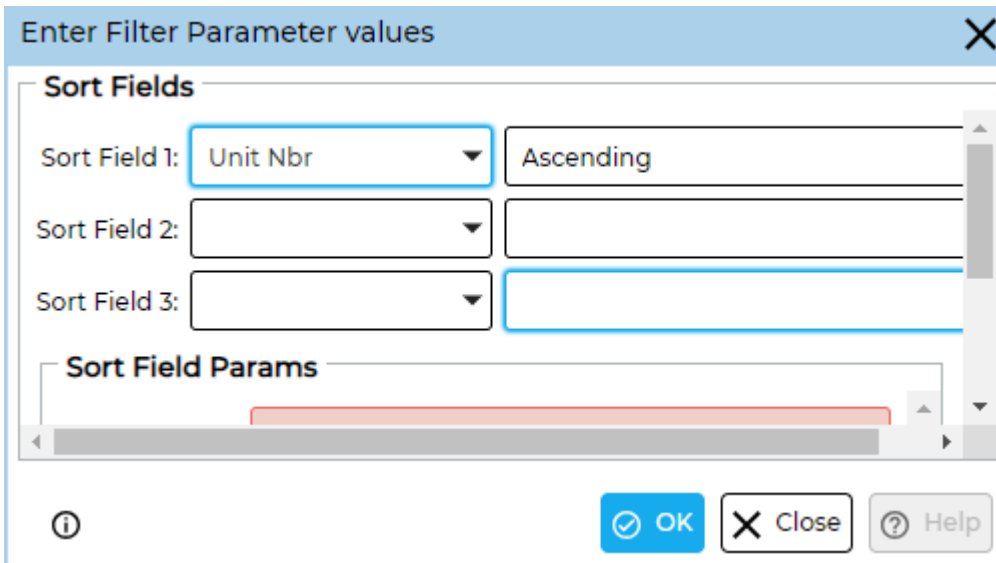 Enter Filter Parameter values
Sort Fields
Sort Field 1: Unit Nbr Ascending
Sort Field 2:
Sort Field 3:
Sort Field Params
OK Close Help